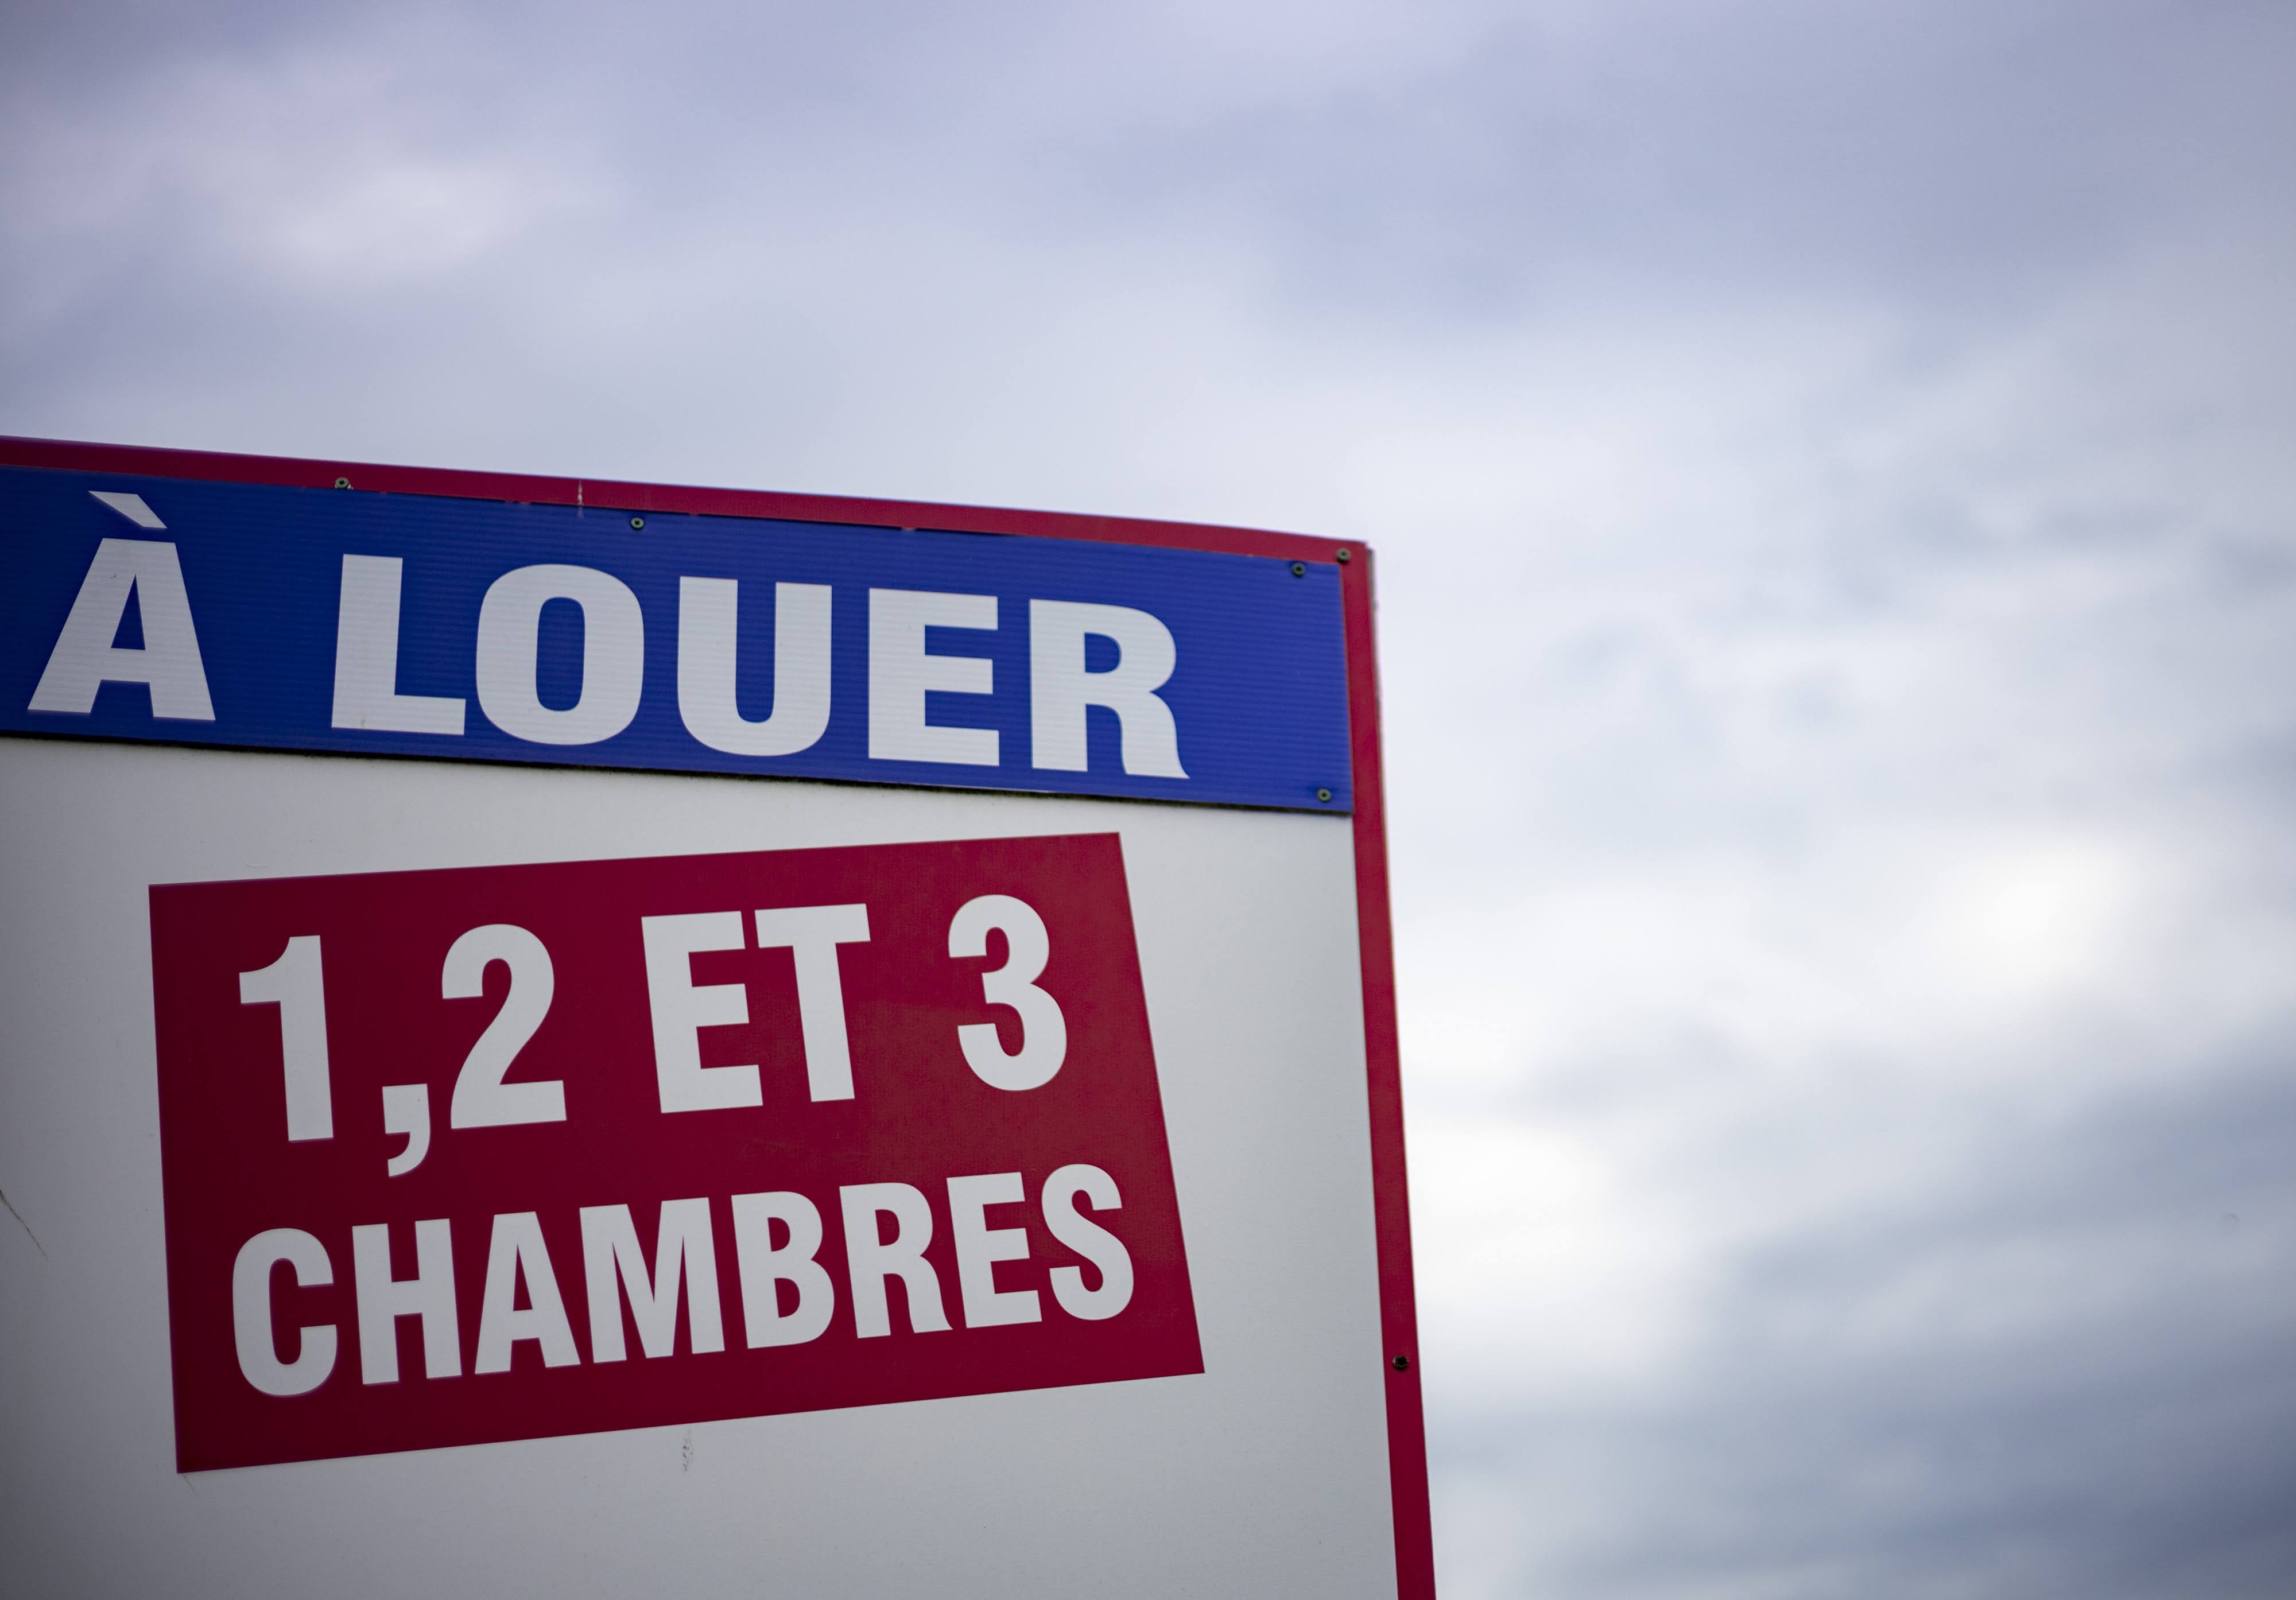 À LOUER
1,2 ET 3
CHAMBRES